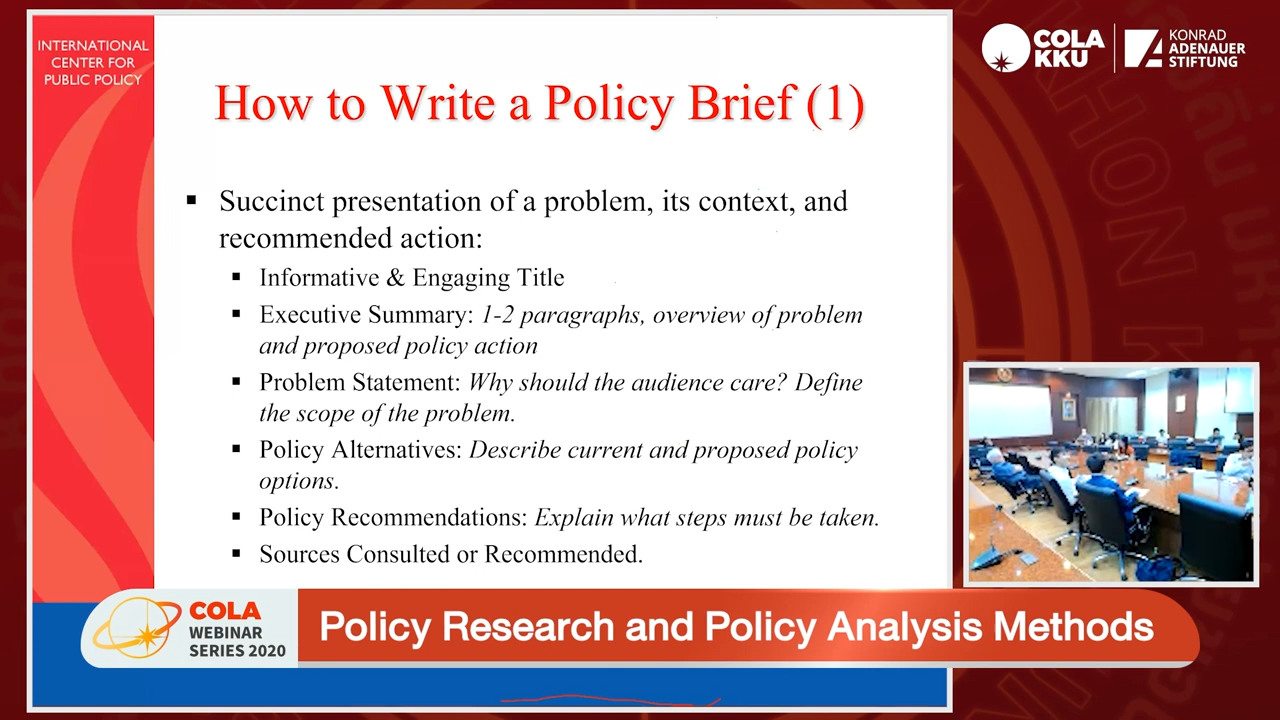 INTERNATIONAL
CENTER FOR
PUBLIC POLICY
How to Write a Policy Brief (1)
▪ Succinct presentation of a problem, its context, and
recommended action:
▪ Informative & Engaging Title
▪ Executive Summary: 1-2 paragraphs, overview of problem
and proposed policy action
▪ Problem Statement: Why should the audience care? Define
the scope of the problem.
▪ Policy Alternatives: Describe current and proposed policy
options.
▪ Policy Recommendations: Explain what steps must be taken.
▪ Sources Consulted or Recommended.
COLA
KKU
KONRAD
ADENAUER
STIFTUNG
COLA
WEBINAR
SERIES 2020
Policy Research and Policy Analysis Methods